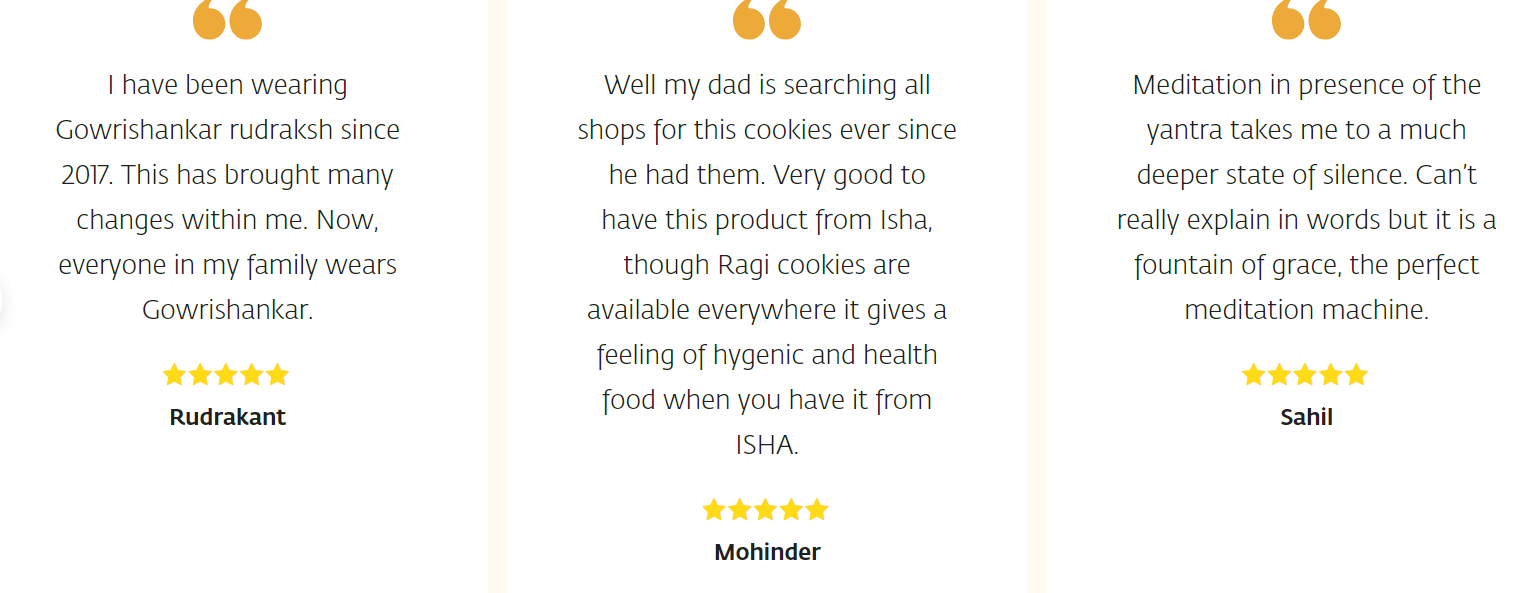 I have been wearing
Gowrishankar rudraksh since
2017. This has brought many
changes within me. Now,
everyone in my family wears
Gowrishankar.
Rudrakant
Well my dad is searching all
shops for this cookies ever since
he had them. Very good to
have this product from Isha,
though Ragi cookies are
available everywhere it gives a
feeling of hygenic and health
food when you have it from
ISHA.
Mohinder
Meditation in presence of the
yantra takes me to a much
deeper state of silence. Can't
really explain in words but it is a
fountain of grace, the perfect
meditation machine.
Sahil